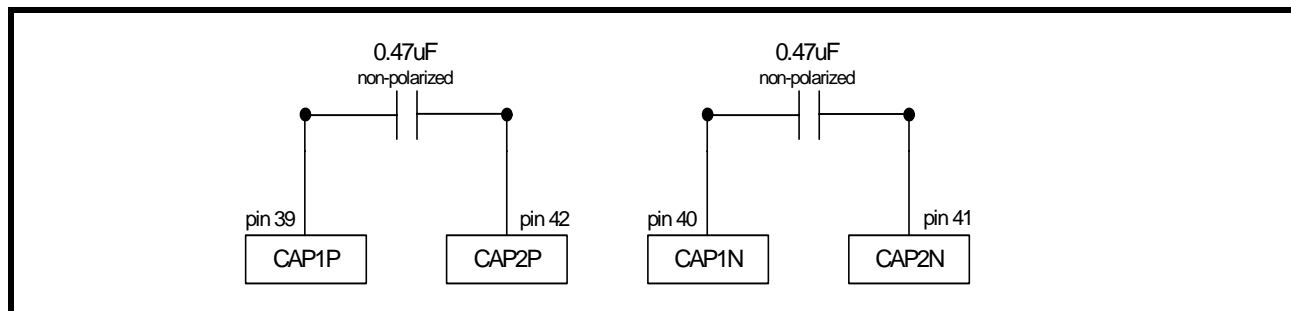 0.47uF
non-polarized
0.47uF
non-polarized
pin 39
pin 42
pin 40
pin 41
CAP1P
CAP2P
CAP1N
CAP2N